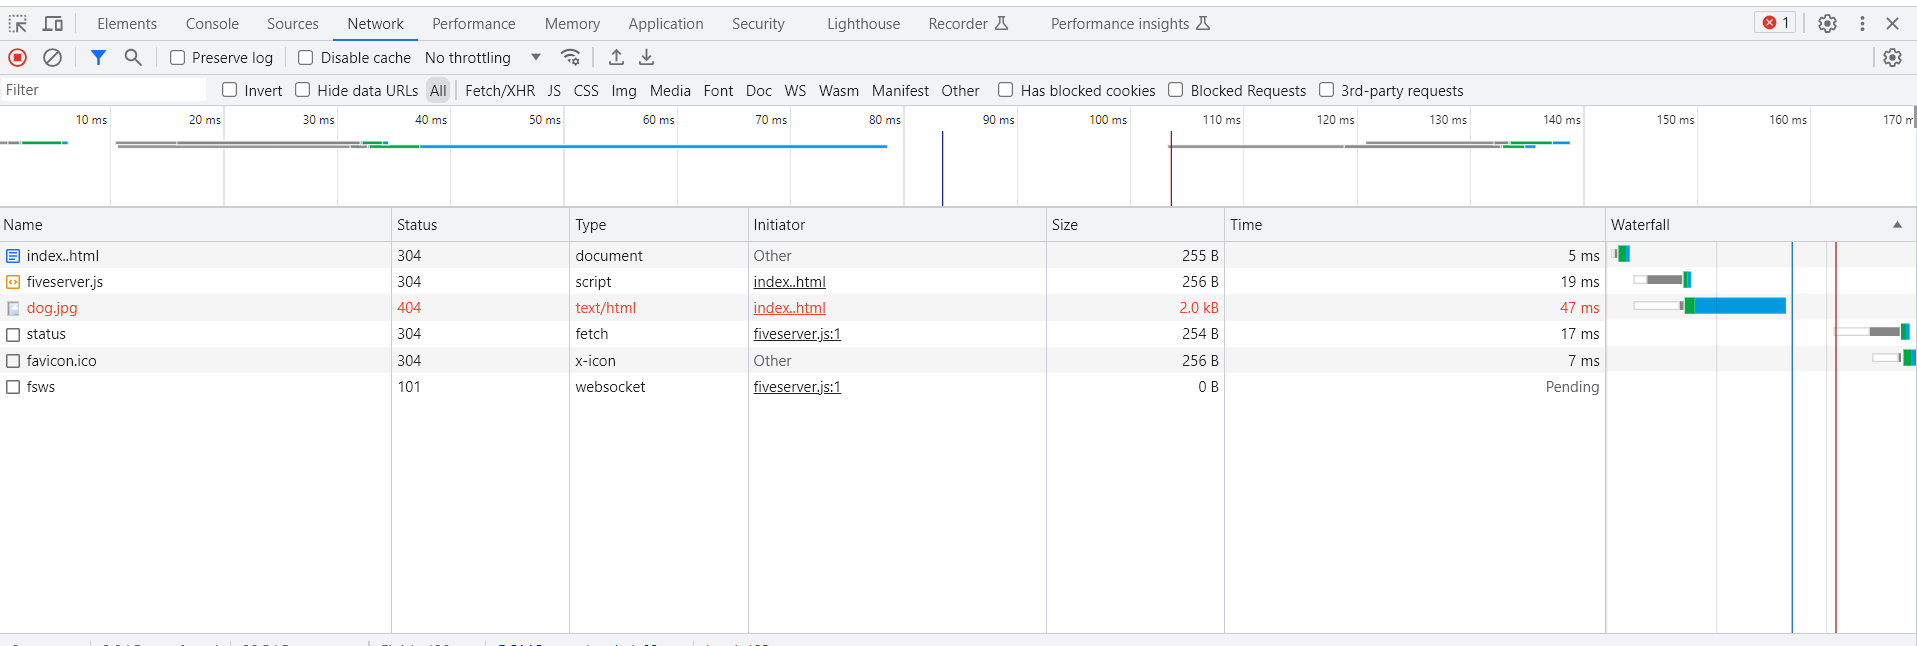 Elements Console Sources Network Performance Memory Application Security Lighthouse Recorder Performance insights 1
Preserve log Disable cache No throttling
Filter Invert Hide data URLs All Fetch/XHR JS CSS Img Media Font Doc WS Wasm Manifest Other Has blocked cookies Blocked Requests 3rd-party requests
10 ms 20 ms 30 ms 40 ms 50 ms 60 ms 70 ms 80 ms 90 ms 100 ms 110 ms 120 ms 130 ms 140 ms 150 ms 160 ms 170
Name Status Type Initiator Size Time Waterfall
index..html 304 document Other 255 B 5 ms
fiveserver.js 304 script index..html 256 B 19 ms
dog.jpg 404 text/html index..html 2.0 kB 47 ms
status 304 fetch fiveserver.js:1 254 B 17 ms
favicon.ico 304 x-icon Other 256 B 7 ms
fsws 101 websocket fiveserver.js:1 0 B Pending